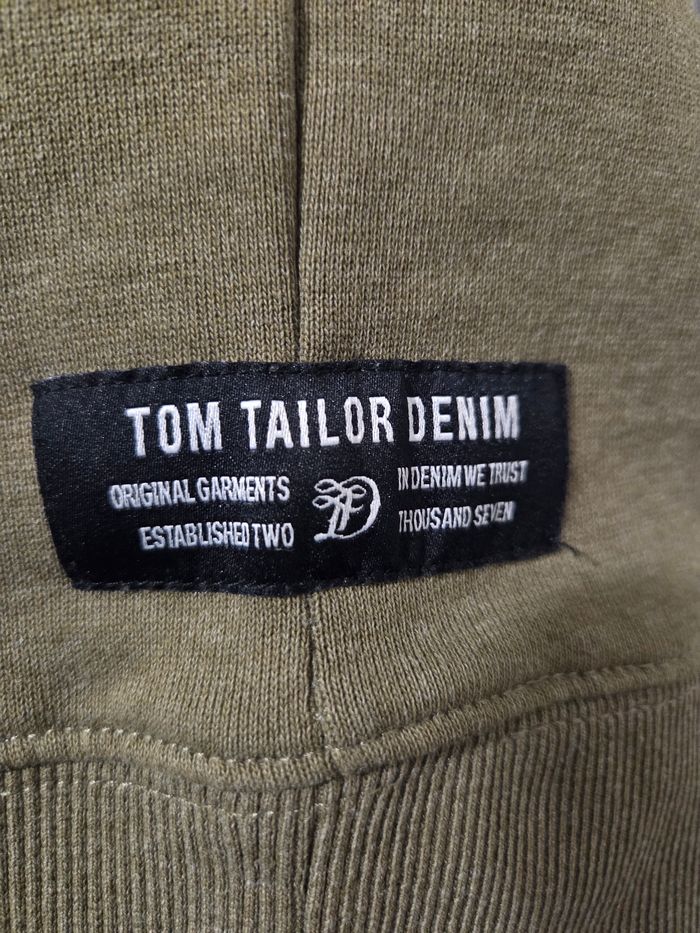 TOM TAILOR DENIM
ORIGINAL GARMENTS IN DENIM WE TRUST
ESTABLISHED TWO THOUSAND SEVEN